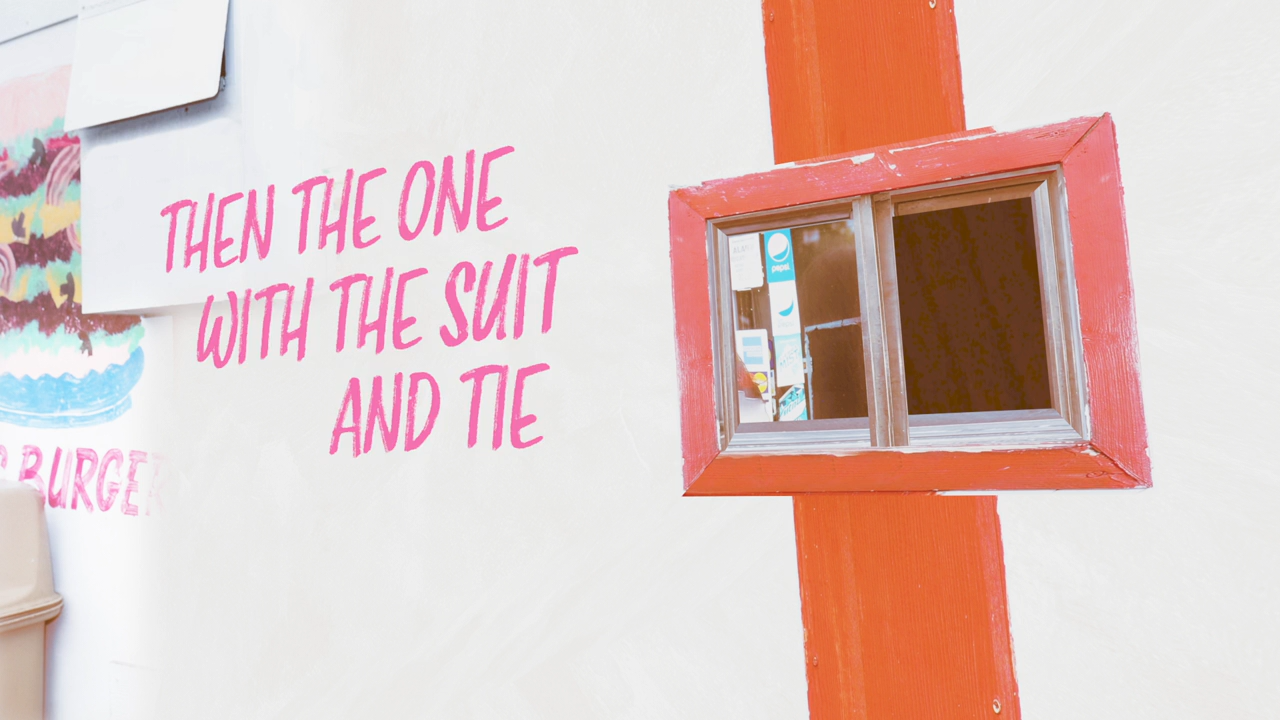 THEN THE ONE
WITH THE SUIT
AND TIE
BURGER
pepsi